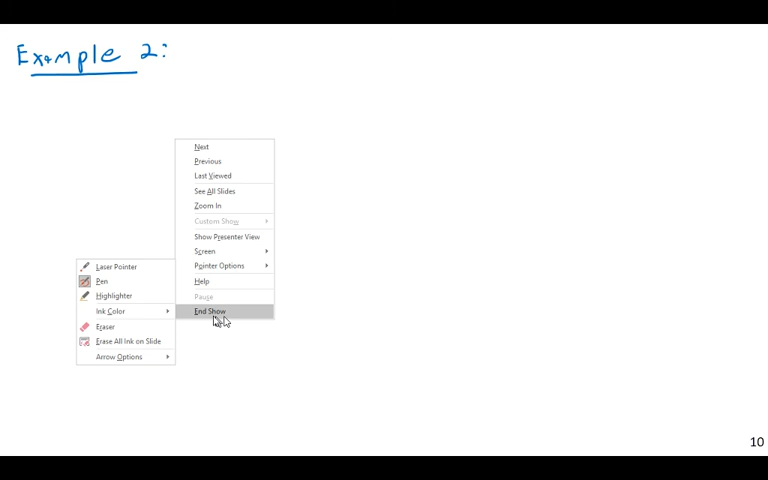 Example 2:
Next
Previous
Last Viewed
See All Slides
Zoom In
Custom Show
Show Presenter View
Screen
Pointer Options
Help
Pause
End Show
Laser Pointer
Pen
Highlighter
Ink Color
Eraser
Erase All Ink on Slide
Arrow Options
10